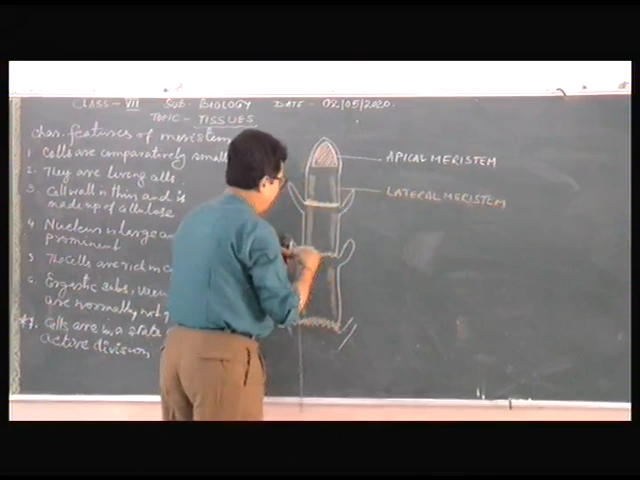 CLASS - VII SUB - BIOLOGY DATE - 02/05/2020.
TOPIC - TISSUES
Char. features of meristem
1. Cells are comparatively small
2. They are living cells.
3. Cell wall is thin and is
made up of cellulose
4. Nucleus is large a
prominent
5. The Cells are rich in c
6. Ergastic subs,
are normally not
*7. Cells are in a state
active division
APICAL MERISTEM
LATERAL MERISTEM